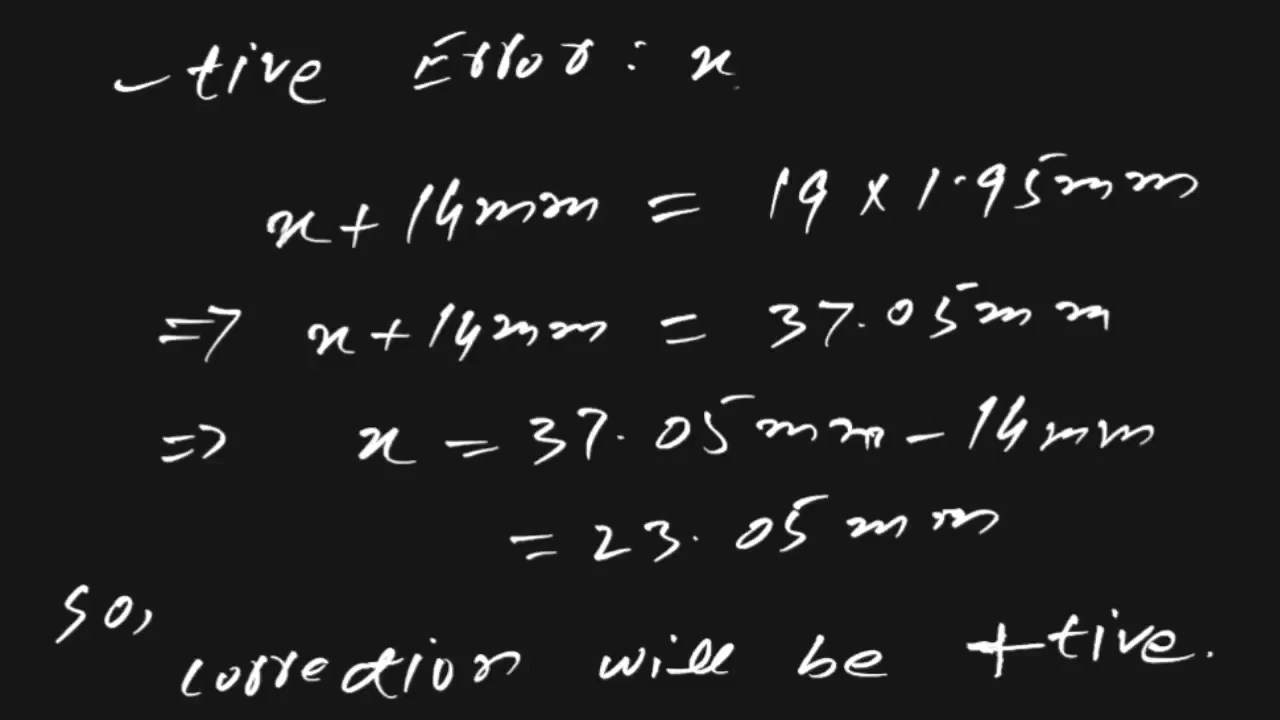 -tive Error: x
x+14mm = 19 x 1.95mm
=> x+14mm = 37.05mm
=> x = 37.05mm - 14mm
= 23.05mm
So,
correction will be +tive.